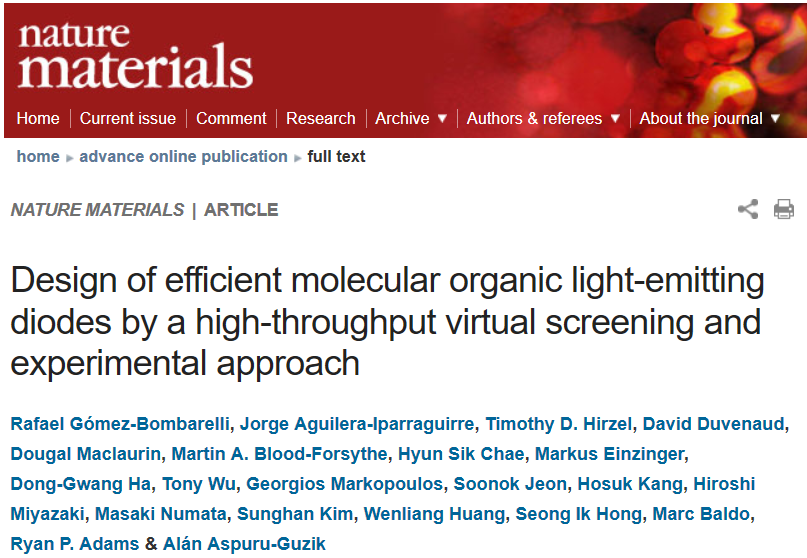 nature
materials
Home Current issue Comment Research Archive ▼ Authors & referees ▼ About the journal ▼
home ▸ advance online publication ▸ full text
NATURE MATERIALS | ARTICLE
Design of efficient molecular organic light-emitting
diodes by a high-throughput virtual screening and
experimental approach
Rafael Gómez-Bombarelli, Jorge Aguilera-Iparraguirre, Timothy D. Hirzel, David Duvenaud,
Dougal Maclaurin, Martin A. Blood-Forsythe, Hyun Sik Chae, Markus Einzinger,
Dong-Gwang Ha, Tony Wu, Georgios Markopoulos, Soonok Jeon, Hosuk Kang, Hiroshi
Miyazaki, Masaki Numata, Sunghan Kim, Wenliang Huang, Seong Ik Hong, Marc Baldo,
Ryan P. Adams & Alán Aspuru-Guzik